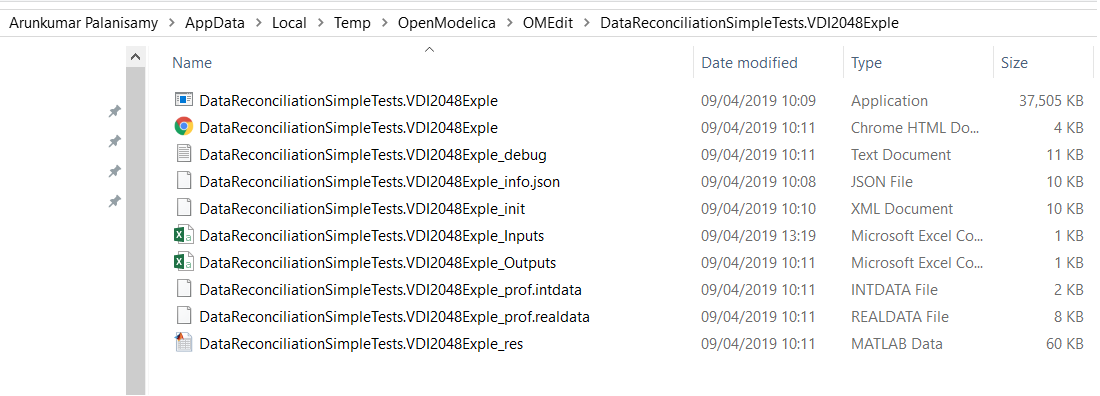 Arunkumar Palanisamy > AppData > Local > Temp > OpenModelica > OMEdit > DataReconciliationSimpleTests.VDI2048Exple
Name Date modified Type Size
DataReconciliationSimpleTests.VDI2048Exple 09/04/2019 10:09 Application 37,505 KB
DataReconciliationSimpleTests.VDI2048Exple 09/04/2019 10:11 Chrome HTML Do... 4 KB
DataReconciliationSimpleTests.VDI2048Exple_debug 09/04/2019 10:11 Text Document 11 KB
DataReconciliationSimpleTests.VDI2048Exple_info.json 09/04/2019 10:08 JSON File 10 KB
DataReconciliationSimpleTests.VDI2048Exple_init 09/04/2019 10:10 XML Document 10 KB
DataReconciliationSimpleTests.VDI2048Exple_Inputs 09/04/2019 13:19 Microsoft Excel Co... 1 KB
DataReconciliationSimpleTests.VDI2048Exple_Outputs 09/04/2019 10:11 Microsoft Excel Co... 1 KB
DataReconciliationSimpleTests.VDI2048Exple_prof.intdata 09/04/2019 10:11 INTDATA File 2 KB
DataReconciliationSimpleTests.VDI2048Exple_prof.realdata 09/04/2019 10:11 REALDATA File 8 KB
DataReconciliationSimpleTests.VDI2048Exple_res 09/04/2019 10:11 MATLAB Data 60 KB